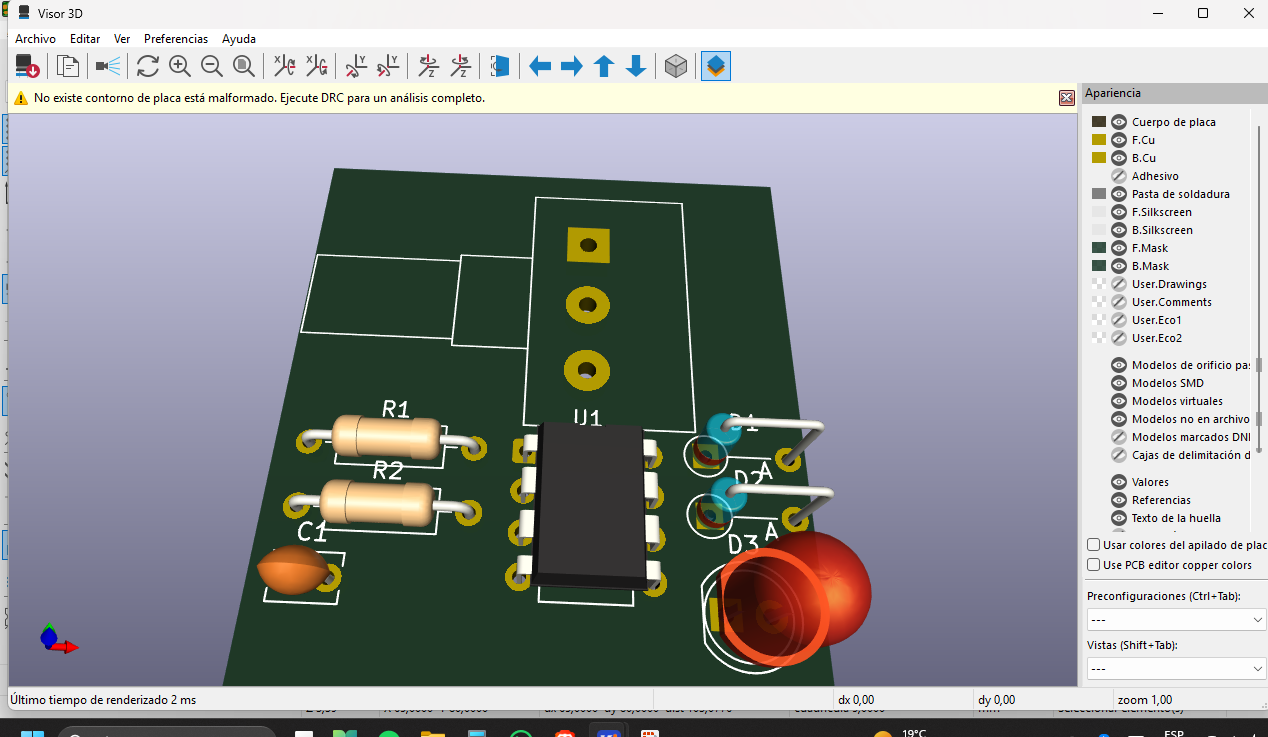 Visor 3D
Archivo Editar Ver Preferencias Ayuda
No existe contorno de placa está malformado. Ejecute DRC para un análisis completo.
Apariencia
Cuerpo de placa
F.Cu
B.Cu
Adhesivo
Pasta de soldadura
F.Silkscreen
B.Silkscreen
F.Mask
B.Mask
User.Drawings
User.Comments
User.Eco1
User.Eco2
Modelos de orificio pas
Modelos SMD
Modelos virtuales
Modelos no en archivo
Modelos marcados DNI
Cajas de delimitación d
Valores
Referencias
Texto de la huella
Usar colores del apilado de plac
Use PCB editor copper colors
Preconfiguraciones (Ctrl+Tab):
---
Vistas (Shift+Tab):
---
R1
U1
D1
R2
D2
A
C1
D3
A
X
Y
Z
Último tiempo de renderizado 2 ms
dx 0,00
dy 0,00
zoom 1,00
19°C
ESP